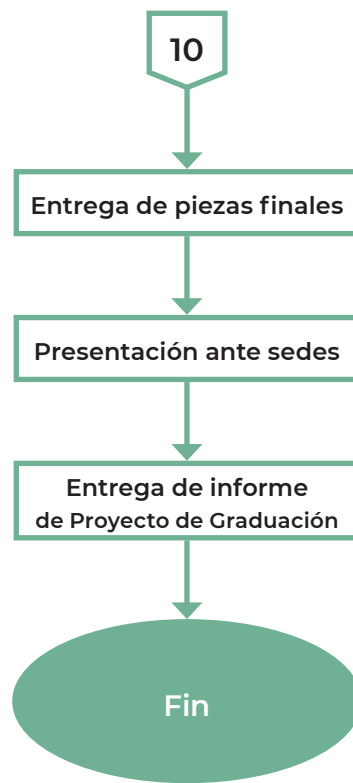 10
Entrega de piezas finales
Presentación ante sedes
Entrega de informe
de Proyecto de Graduación
Fin